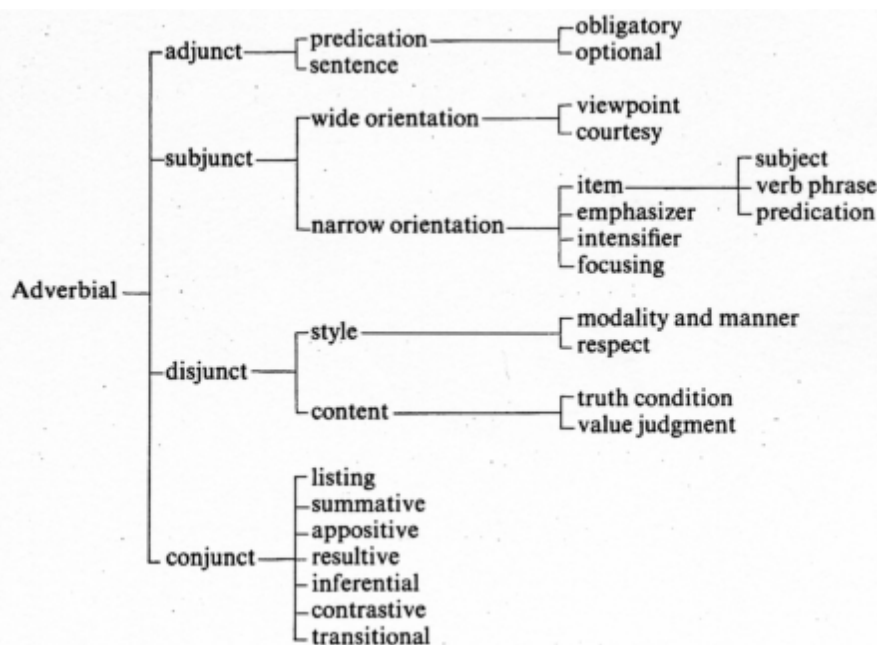 obligatory
predication
adjunct
optional
sentence
viewpoint
wide orientation
courtesy
subjunct
subject
item
verb phrase
emphasizer
predication
narrow orientation
intensifier
focusing
Adverbial
modality and manner
style
respect
disjunct
truth condition
content
value judgment
listing
summative
appositive
conjunct
resultive
inferential
contrastive
transitional